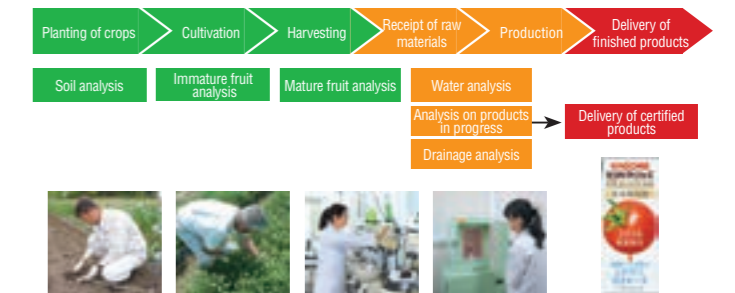 Planting of crops
Cultivation
Harvesting
Receipt of raw
materials
Production
Delivery of
finished products
Soil analysis
Immature fruit
analysis
Mature fruit analysis
Water analysis
Analysis on products
in progress
Drainage analysis
Delivery of certified
products